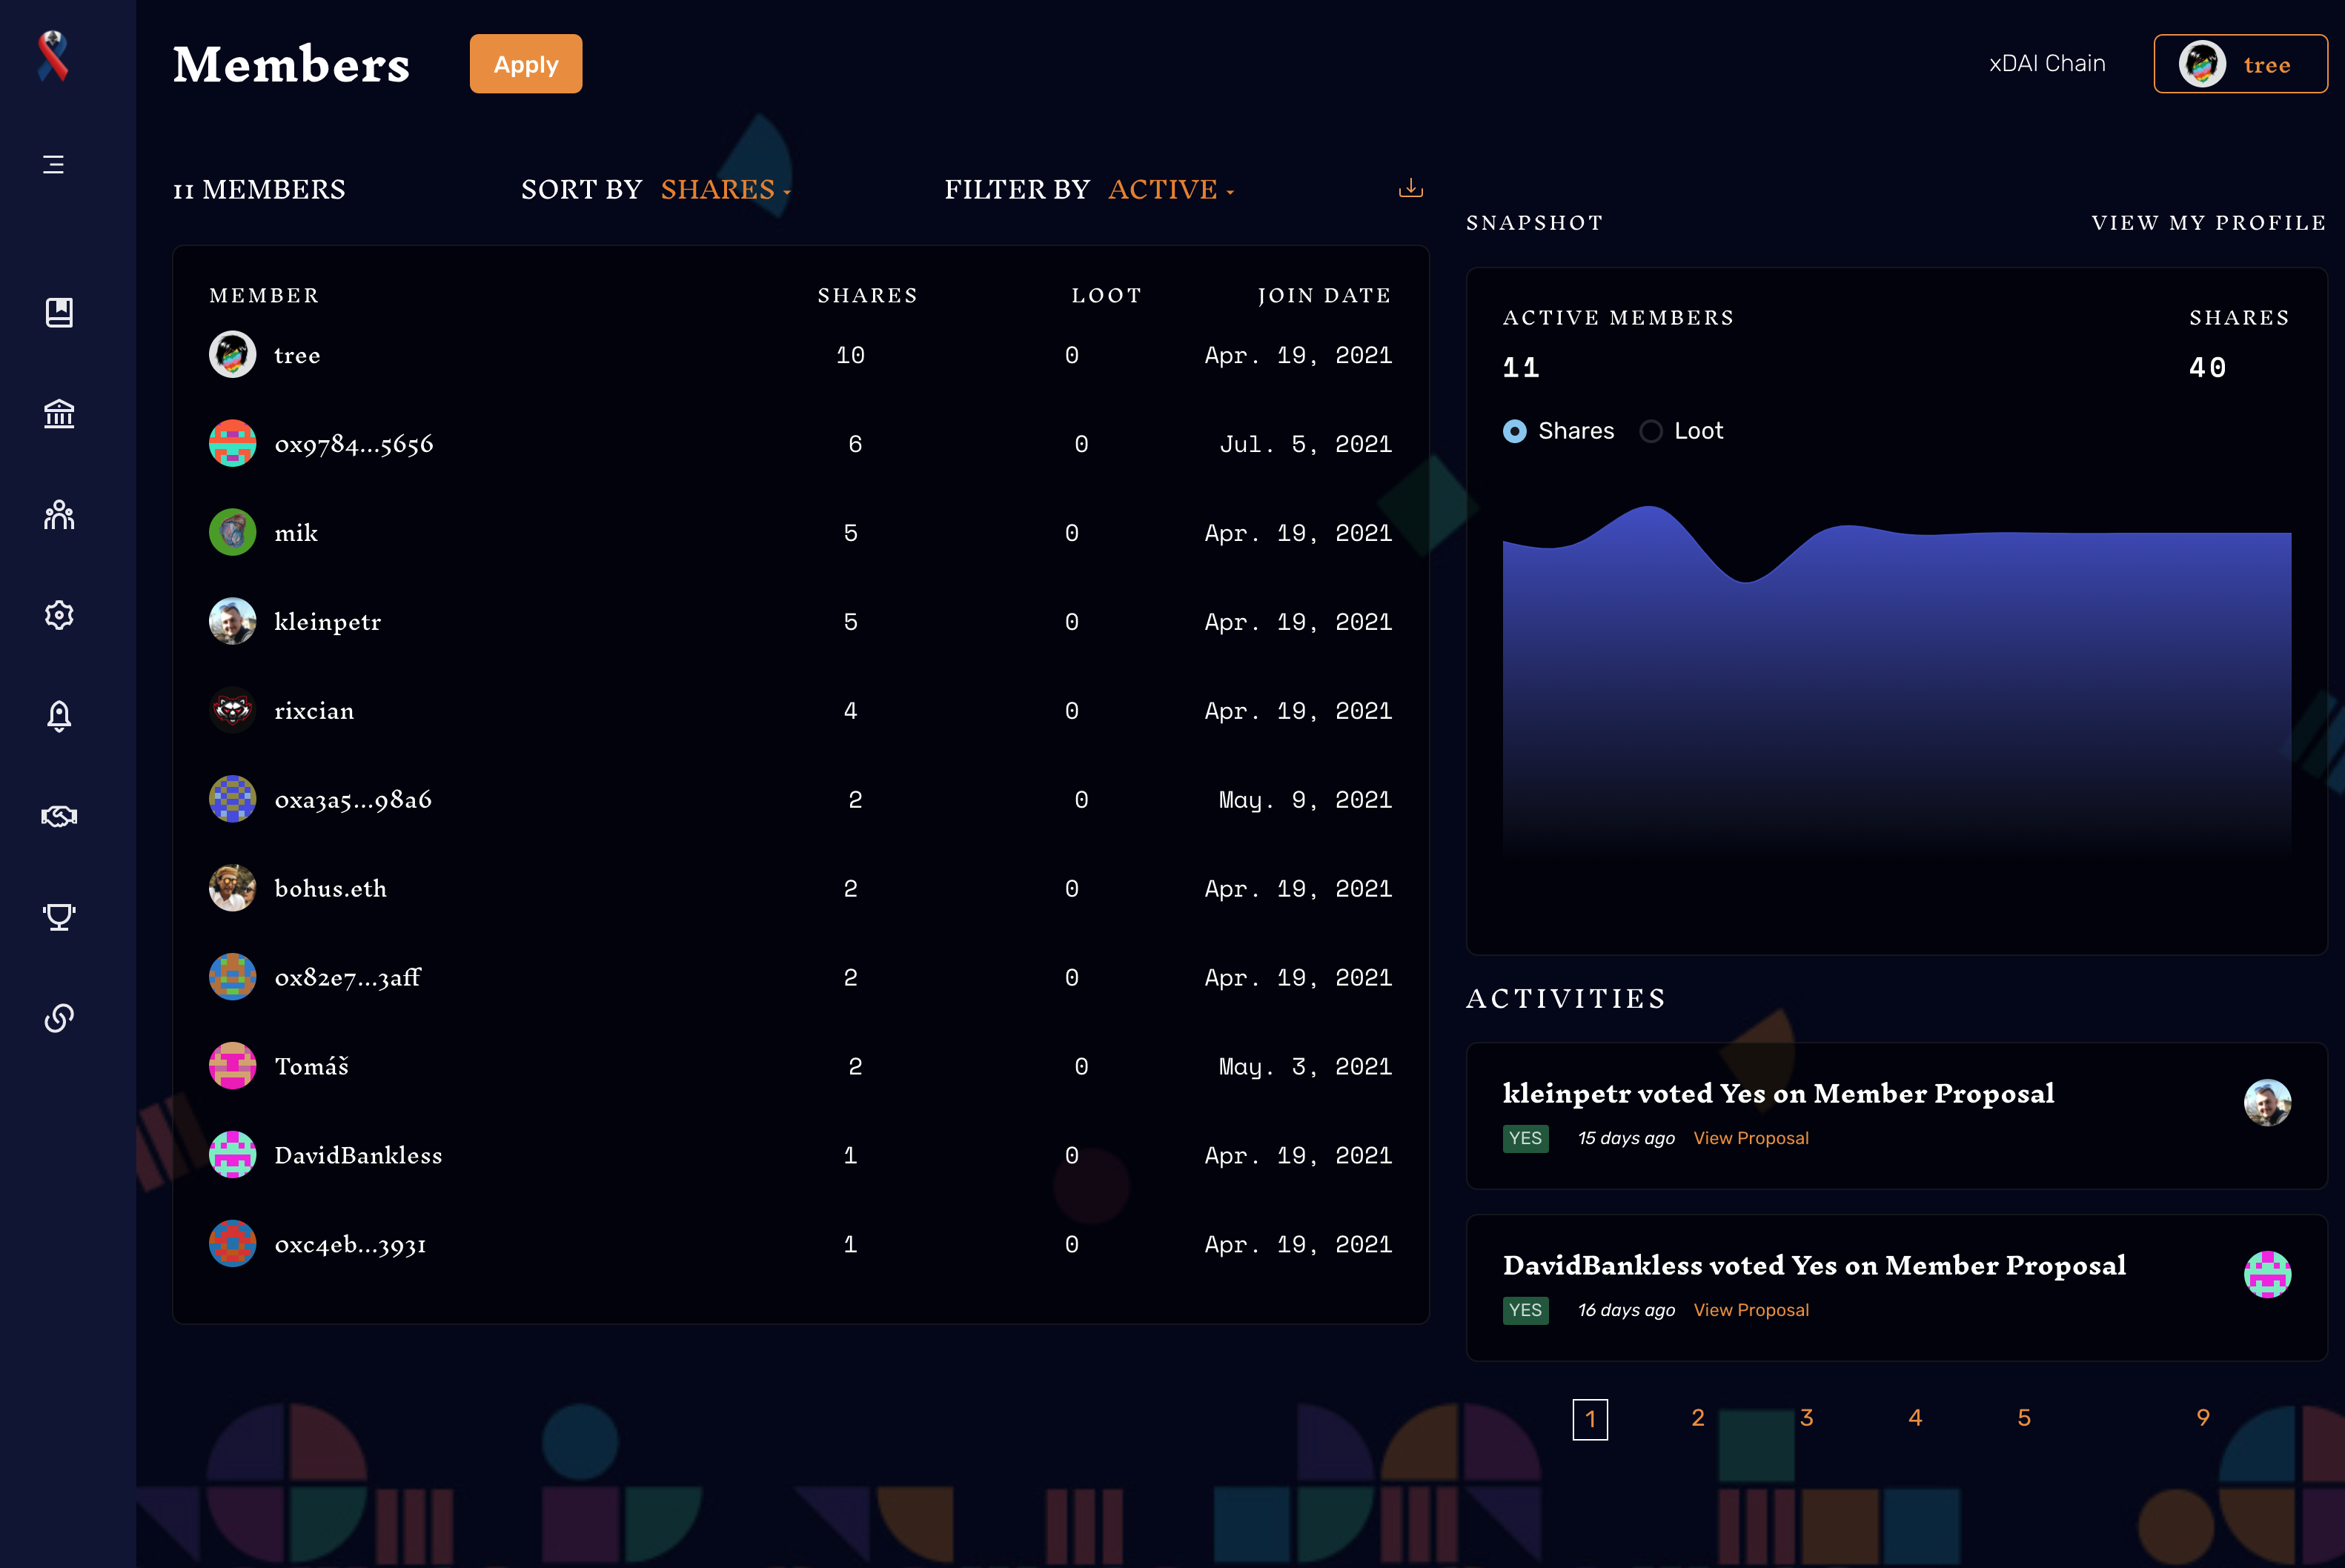 Members Apply xDAI Chain tree
11 MEMBERS SORT BY SHARES FILTER BY ACTIVE
MEMBER SHARES LOOT JOIN DATE
tree 10 0 Apr. 19, 2021
0x9784...5656 6 0 Jul. 5, 2021
mik 5 0 Apr. 19, 2021
kleinpetr 5 0 Apr. 19, 2021
rixcian 4 0 Apr. 19, 2021
0xa3a5...98a6 2 0 May. 9, 2021
bohus.eth 2 0 Apr. 19, 2021
0x82e7...3aff 2 0 Apr. 19, 2021
Tomáš 2 0 May. 3, 2021
DavidBankless 1 0 Apr. 19, 2021
0xc4eb...3931 1 0 Apr. 19, 2021
SNAPSHOT VIEW MY PROFILE
ACTIVE MEMBERS SHARES
11 40
Shares Loot
ACTIVITIES
kleinpetr voted Yes on Member Proposal
YES 15 days ago View Proposal
DavidBankless voted Yes on Member Proposal
YES 16 days ago View Proposal
1 2 3 4 5 9